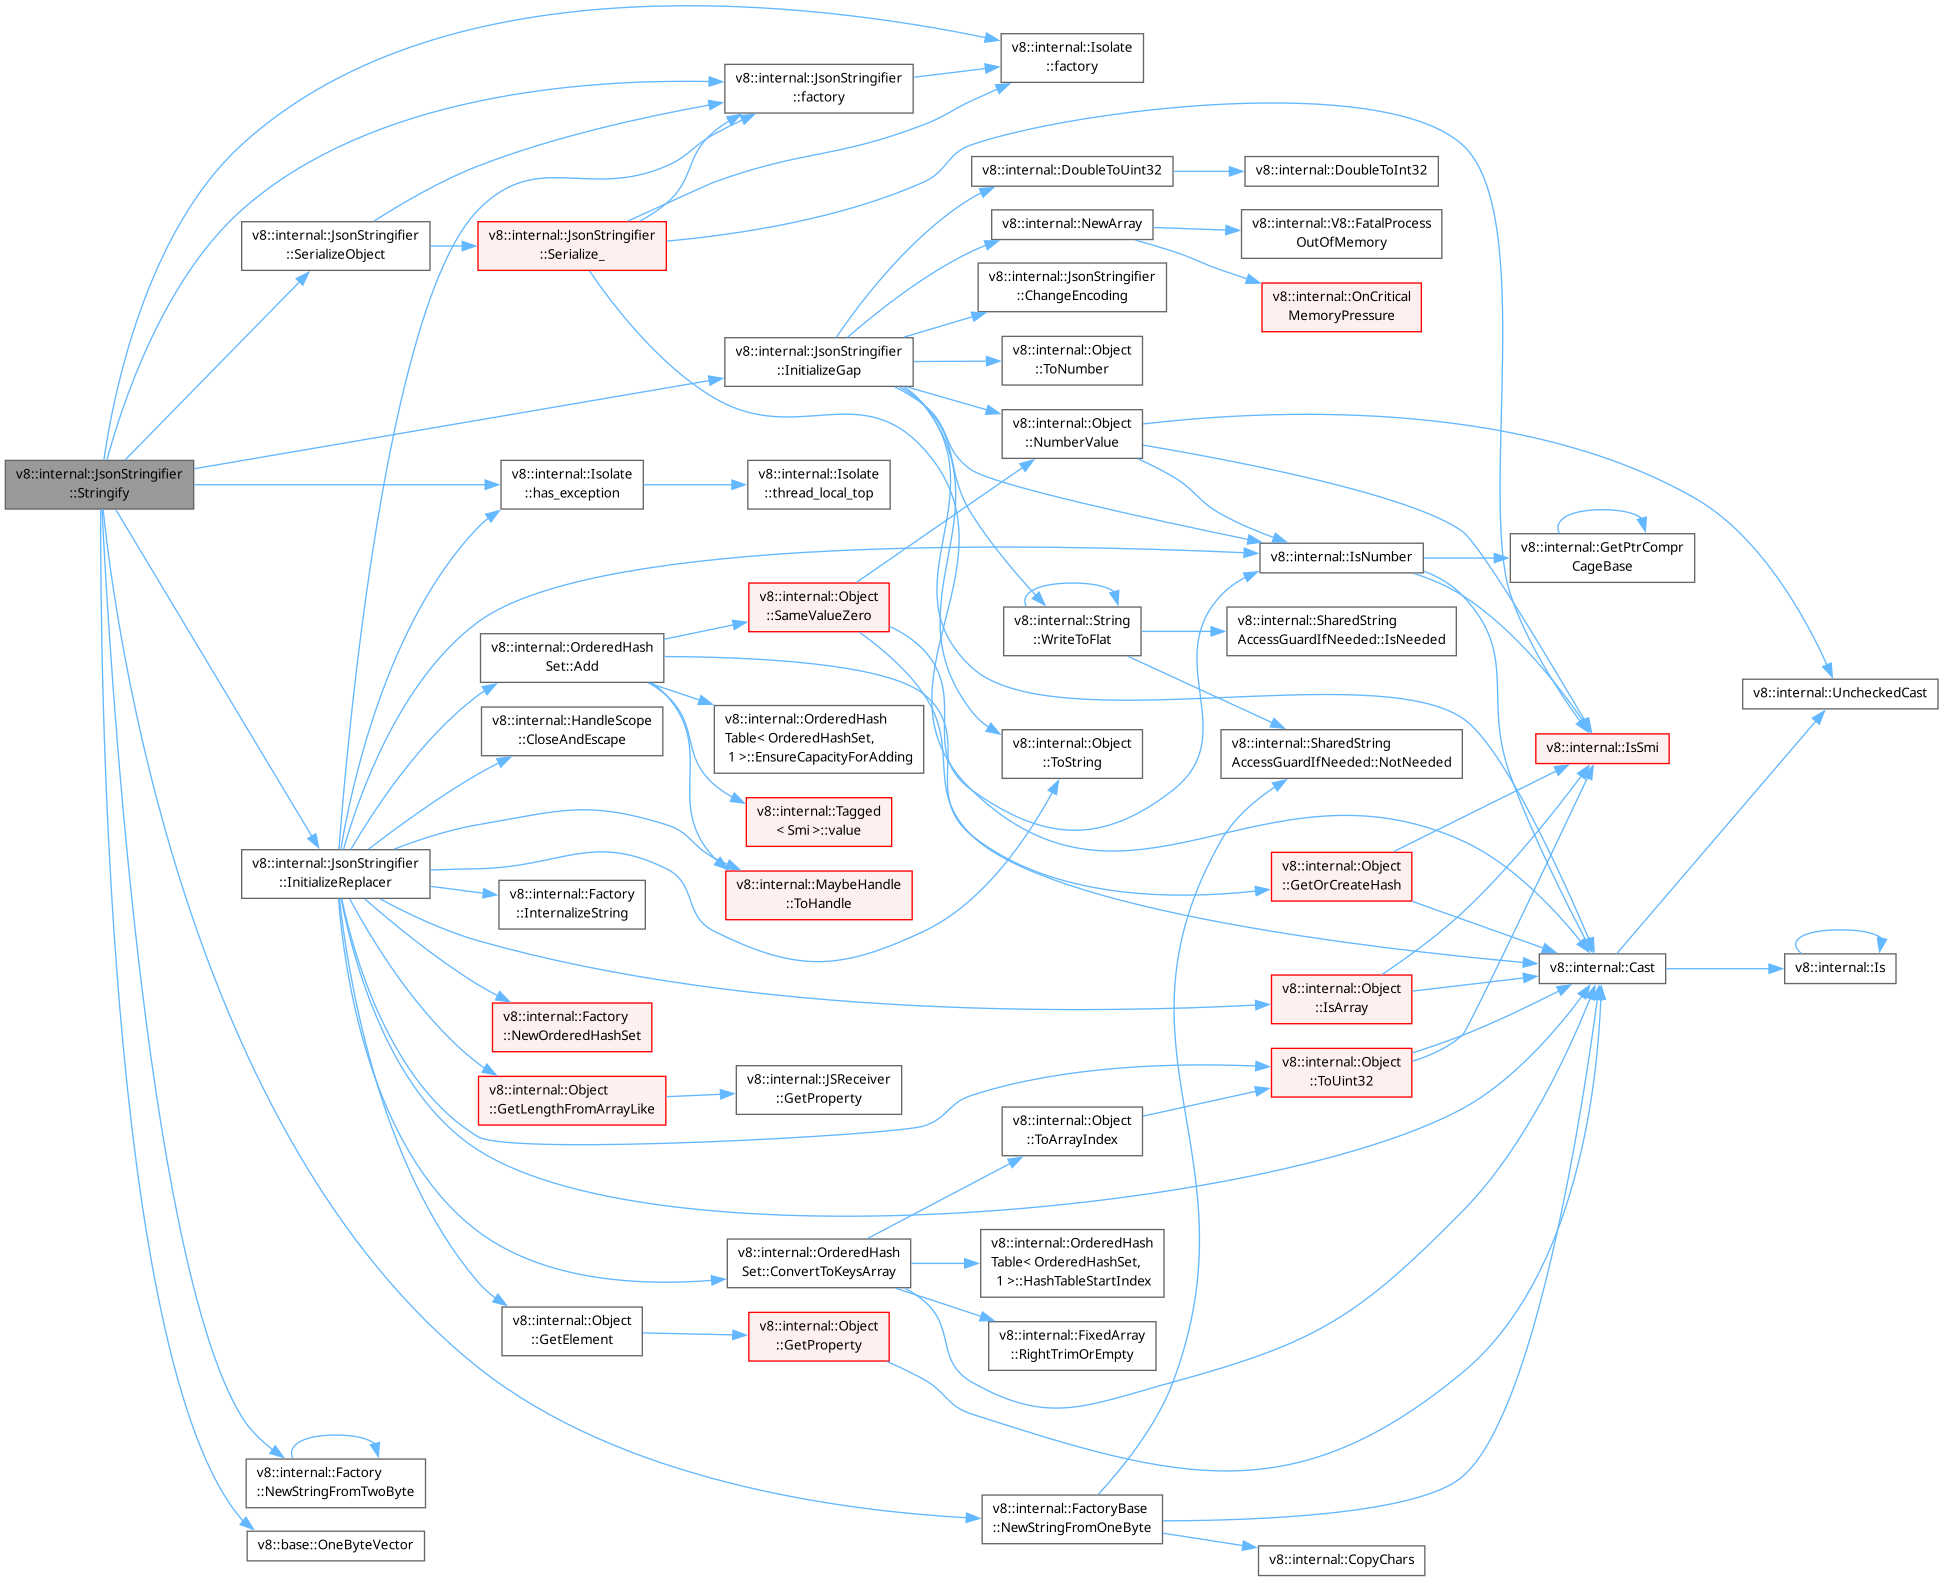 v8::internal::JsonStringifier
::Stringify
v8::internal::JsonStringifier
::SerializeObject
v8::internal::JsonStringifier
::InitializeReplacer
v8::internal::Factory
::NewStringFromTwoByte
v8::base::OneByteVector
v8::internal::JsonStringifier
::Serialize_
v8::internal::Isolate
::has_exception
v8::internal::OrderedHash
Set::Add
v8::internal::HandleScope
::CloseAndEscape
v8::internal::Factory
::InternalizeString
v8::internal::Factory
::NewOrderedHashSet
v8::internal::Object
::GetLengthFromArrayLike
v8::internal::Object
::GetElement
v8::internal::JsonStringifier
::factory
v8::internal::JsonStringifier
::InitializeGap
v8::internal::Isolate
::thread_local_top
v8::internal::Object
::SameValueZero
v8::internal::OrderedHash
Table< OrderedHashSet,
1 >::EnsureCapacityForAdding
v8::internal::Tagged
< Smi >::value
v8::internal::MaybeHandle
::ToHandle
v8::internal::JSReceiver
::GetProperty
v8::internal::OrderedHash
Set::ConvertToKeysArray
v8::internal::Object
::GetProperty
v8::internal::Isolate
::factory
v8::internal::DoubleToUint32
v8::internal::NewArray
v8::internal::JsonStringifier
::ChangeEncoding
v8::internal::Object
::ToNumber
v8::internal::Object
::NumberValue
v8::internal::String
::WriteToFlat
v8::internal::Object
::ToString
v8::internal::Object
::ToArrayIndex
v8::internal::OrderedHash
Table< OrderedHashSet,
1 >::HashTableStartIndex
v8::internal::FixedArray
::RightTrimOrEmpty
v8::internal::FactoryBase
::NewStringFromOneByte
v8::internal::DoubleToInt32
v8::internal::V8::FatalProcess
OutOfMemory
v8::internal::OnCritical
MemoryPressure
v8::internal::IsNumber
v8::internal::SharedString
AccessGuardIfNeeded::IsNeeded
v8::internal::SharedString
AccessGuardIfNeeded::NotNeeded
v8::internal::Object
::GetOrCreateHash
v8::internal::Object
::IsArray
v8::internal::Object
::ToUint32
v8::internal::CopyChars
v8::internal::GetPtrCompr
CageBase
v8::internal::IsSmi
v8::internal::Cast
v8::internal::UncheckedCast
v8::internal::Is